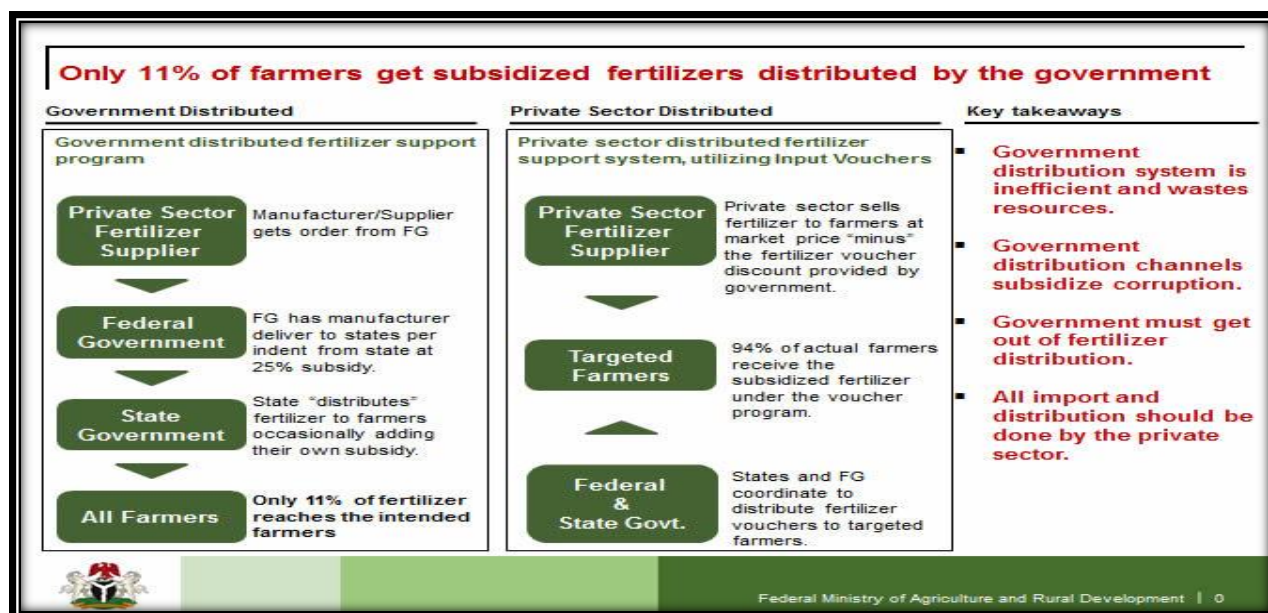 Only 11% of farmers get subsidized fertilizers distributed by the government
Government Distributed
Government distributed fertilizer support
program
Private Sector
Fertilizer
Supplier
Manufacturer/Supplier
gets order from FG
Federal
Government
FG has manufacturer
deliver to states per
indent from state at
25% subsidy.
State
Government
State "distributes"
fertilizer to farmers
occasionally adding
their own subsidy.
All Farmers
Only 11% of fertilizer
reaches the intended
farmers
Private Sector Distributed
Private sector distributed fertilizer
support system, utilizing Input Vouchers
Private Sector
Fertilizer
Supplier
Private sector sells
fertilizer to farmers at
market price "minus"
the fertilizer voucher
discount provided by
government.
Targeted
Farmers
94% of actual farmers
receive the
subsidized fertilizer
under the voucher
program.
Federal
&
State Govt.
States and FG
coordinate to
distribute fertilizer
vouchers to targeted
farmers.
Key takeaways
▪ Government
distribution system is
inefficient and wastes
resources.
▪ Government
distribution channels
subsidize corruption.
▪ Government must get
out of fertilizer
distribution.
▪ All import and
distribution should be
done by the private
sector.
Federal Ministry of Agriculture and Rural Development | 0